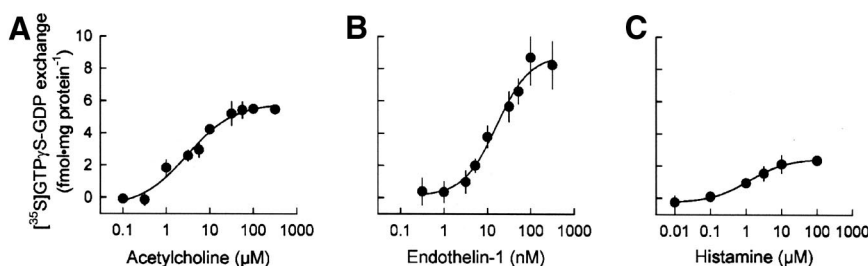 A
B
C
[³⁵S]GTPγS-GDP exchange
(fmol•mg protein⁻¹)
10
8
6
4
2
0
0.1 1 10 100 1000
Acetylcholine (μM)
0.1 1 10 100 1000
Endothelin-1 (nM)
0.01 0.1 1 10 100 1000
Histamine (μM)